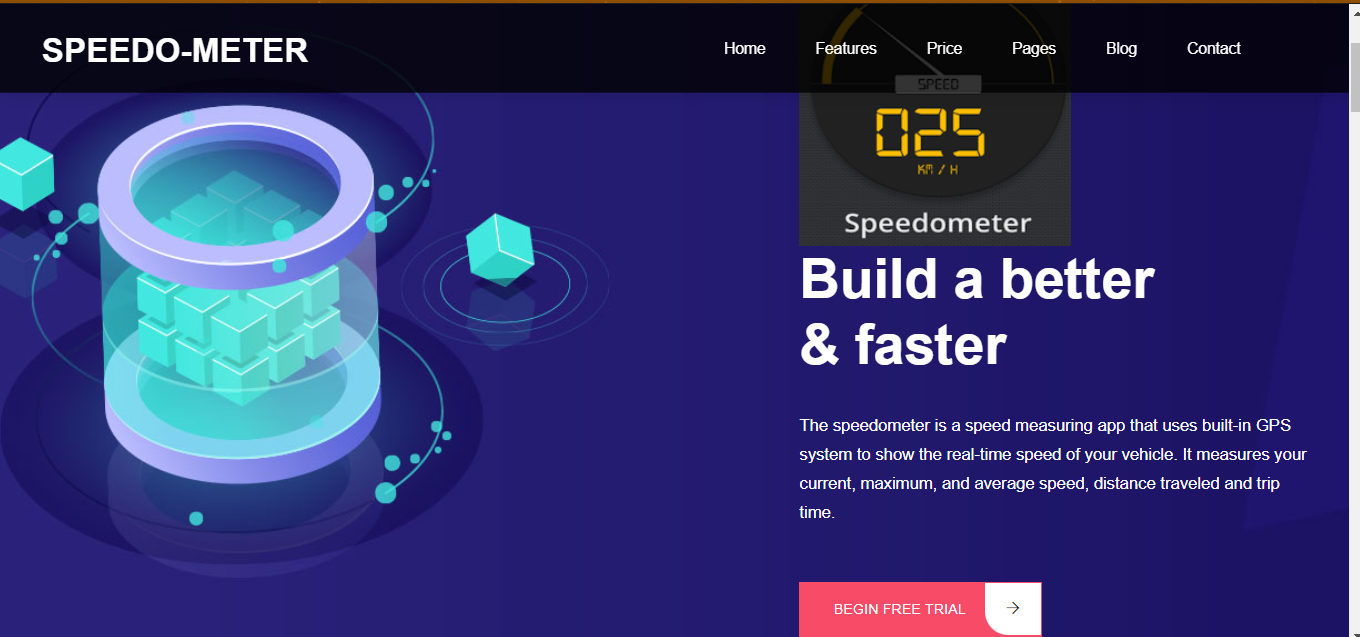 SPEEDO-METER
Home Features Price Pages Blog Contact
SPEED
025
KM / H
Speedometer
Build a better
& faster
The speedometer is a speed measuring app that uses built-in GPS
system to show the real-time speed of your vehicle. It measures your
current, maximum, and average speed, distance traveled and trip
time.
BEGIN FREE TRIAL